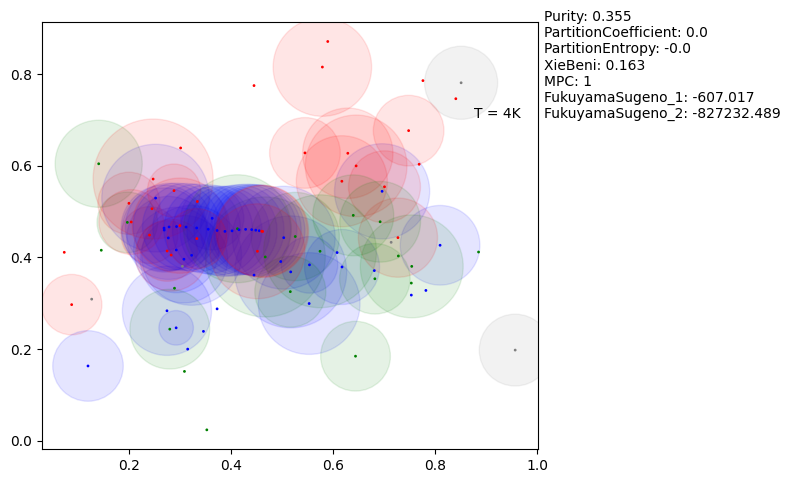 Purity: 0.355
PartitionCoefficient: 0.0
PartitionEntropy: -0.0
XieBeni: 0.163
MPC: 1
FukuyamaSugeno_1: -607.017
FukuyamaSugeno_2: -827232.489
T = 4K
0.8
0.6
0.4
0.2
0.0
0.2 0.4 0.6 0.8 1.0